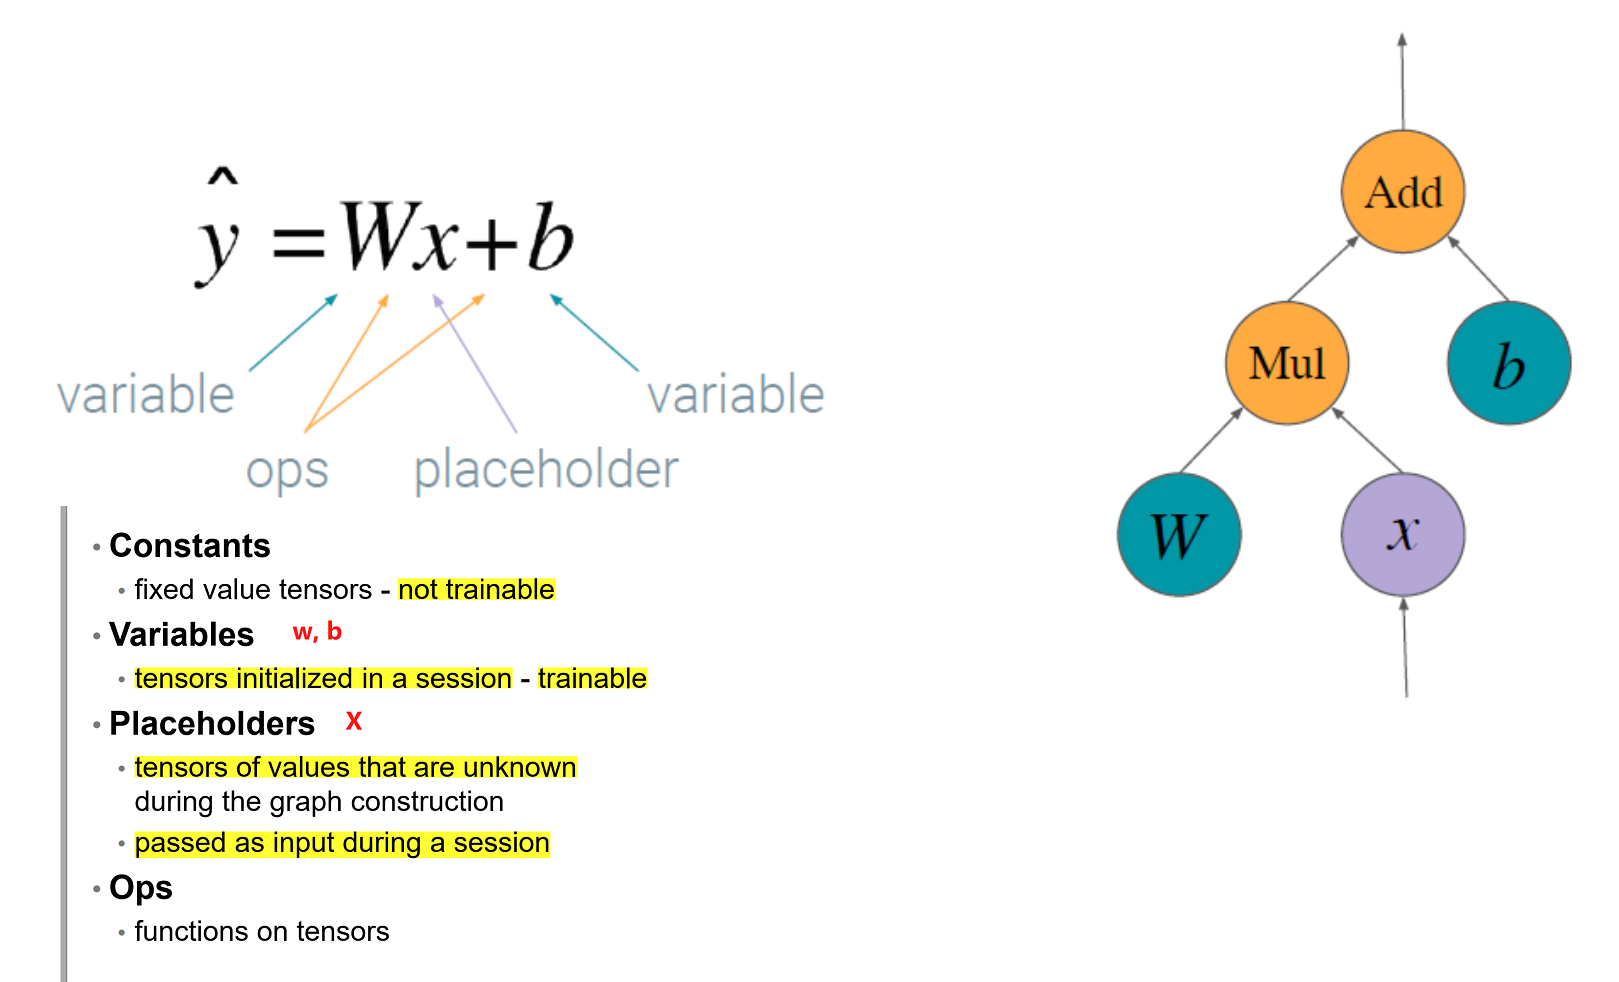 ŷ = Wx + b
variable
variable
ops
placeholder
• Constants
• fixed value tensors - not trainable
• Variables w, b
• tensors initialized in a session - trainable
• Placeholders X
• tensors of values that are unknown
during the graph construction
• passed as input during a session
• Ops
• functions on tensors
Add
Mul
b
W
x